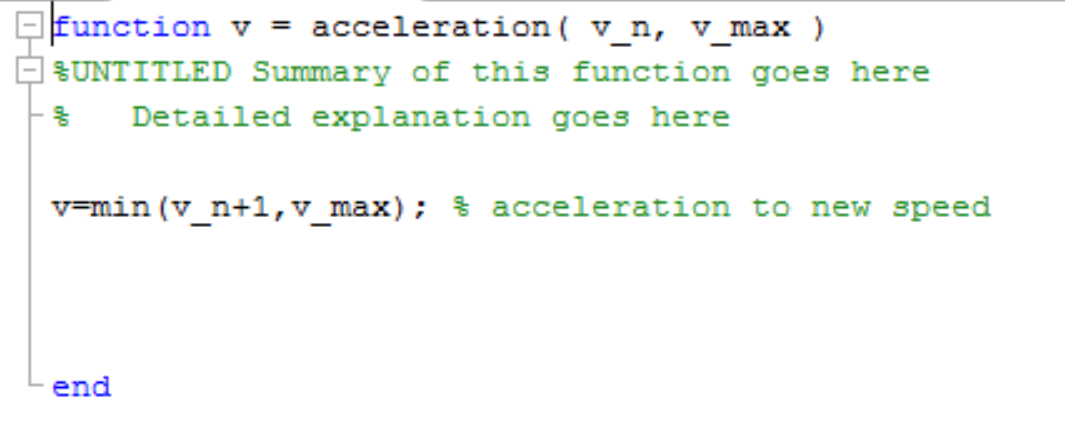 function v = acceleration( v_n, v_max )
%UNTITLED Summary of this function goes here
%   Detailed explanation goes here
v=min(v_n+1,v_max); % acceleration to new speed
end